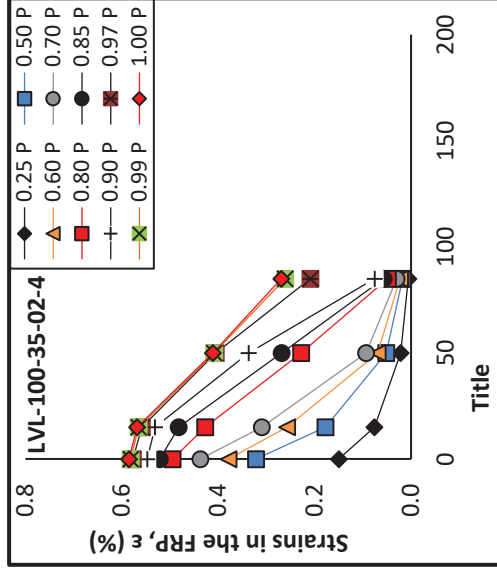 LVL-100-35-02-4
0.25 P
0.50 P
0.60 P
0.70 P
0.80 P
0.85 P
0.90 P
0.97 P
0.99 P
1.00 P
Strains in the FRP, ε (%)
0.8
0.6
0.4
0.2
0.0
0
50
100
150
200
Title